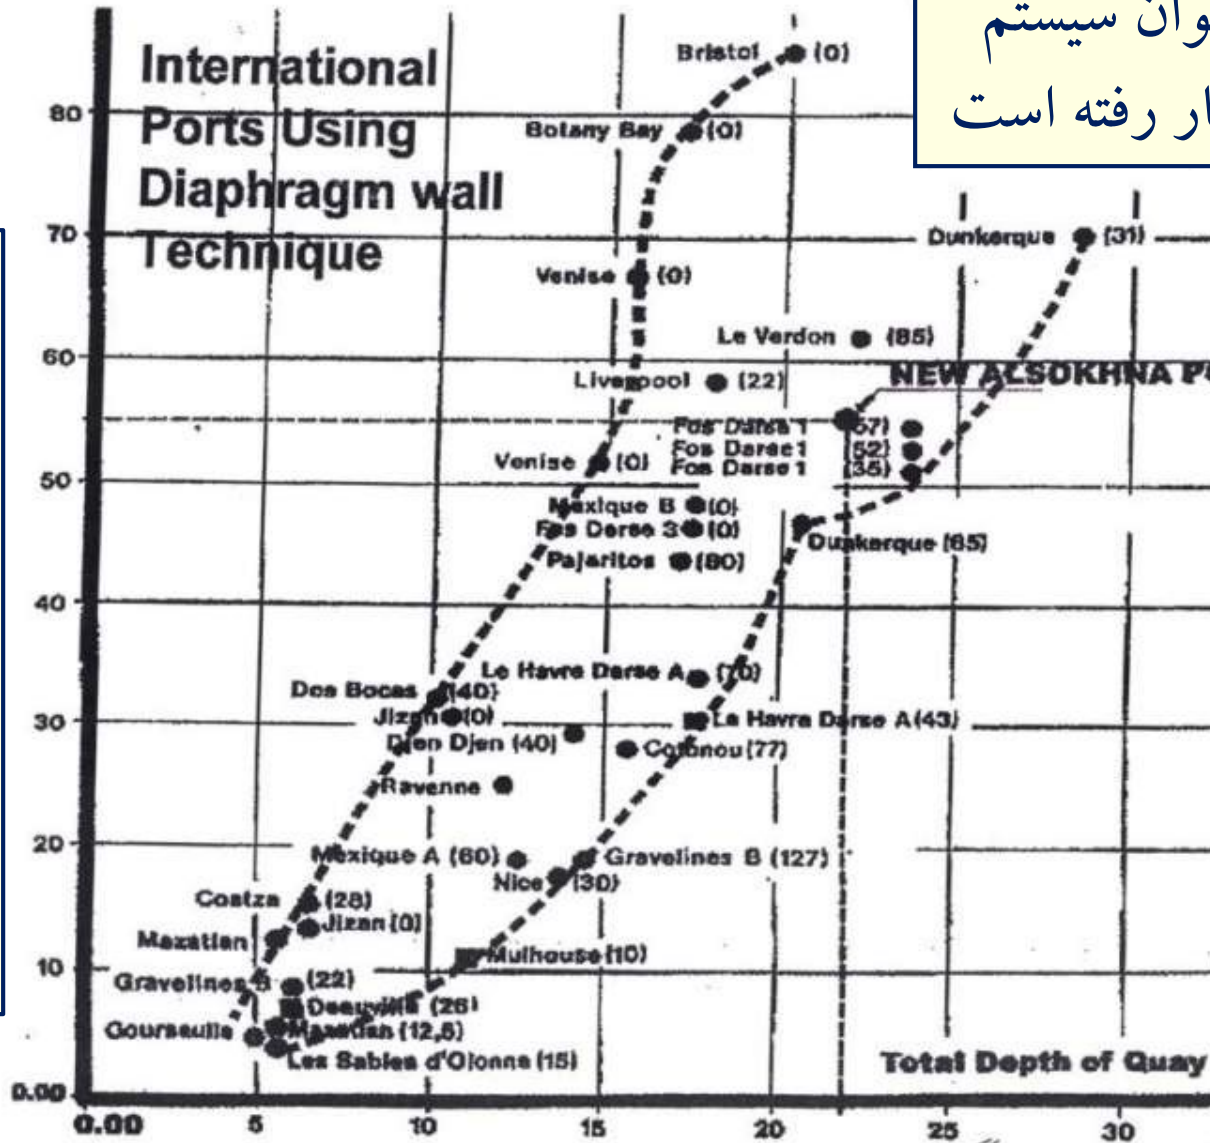 وان سیستم
ار رفته است
International
Ports Using
Diaphragm wall
Technique
80
70
60
50
40
30
20
10
0.00
Bristol (0)
Botany Bay (0)
Dunkerque (31)
Venise (0)
Le Verdon (85)
Liverpool (22)
NEW ALSOKHNA P
Fos Darse 1 (57)
Fos Darse 1 (52)
Fos Darse 1 (35)
Venise (0)
Mexique B (0)
Fos Darse 3 (0)
Dunkerque (65)
Pajaritos (80)
Le Havre Darse A (70)
Dos Bocas (40)
Jizan (0)
Le Havre Darse A (43)
Djen Djen (40)
Cotonou (77)
Ravenne
Mexique A (60)
Gravelines B (127)
Nice (30)
Coatza (28)
Jizan (0)
Mazatlan
Mulhouse (10)
Gravelines B (22)
Deauville (26)
Mazatlan (12,5)
Courseulle
Les Sables d'Olonne (15)
Total Depth of Quay
0.00 5 10 15 20 25 30